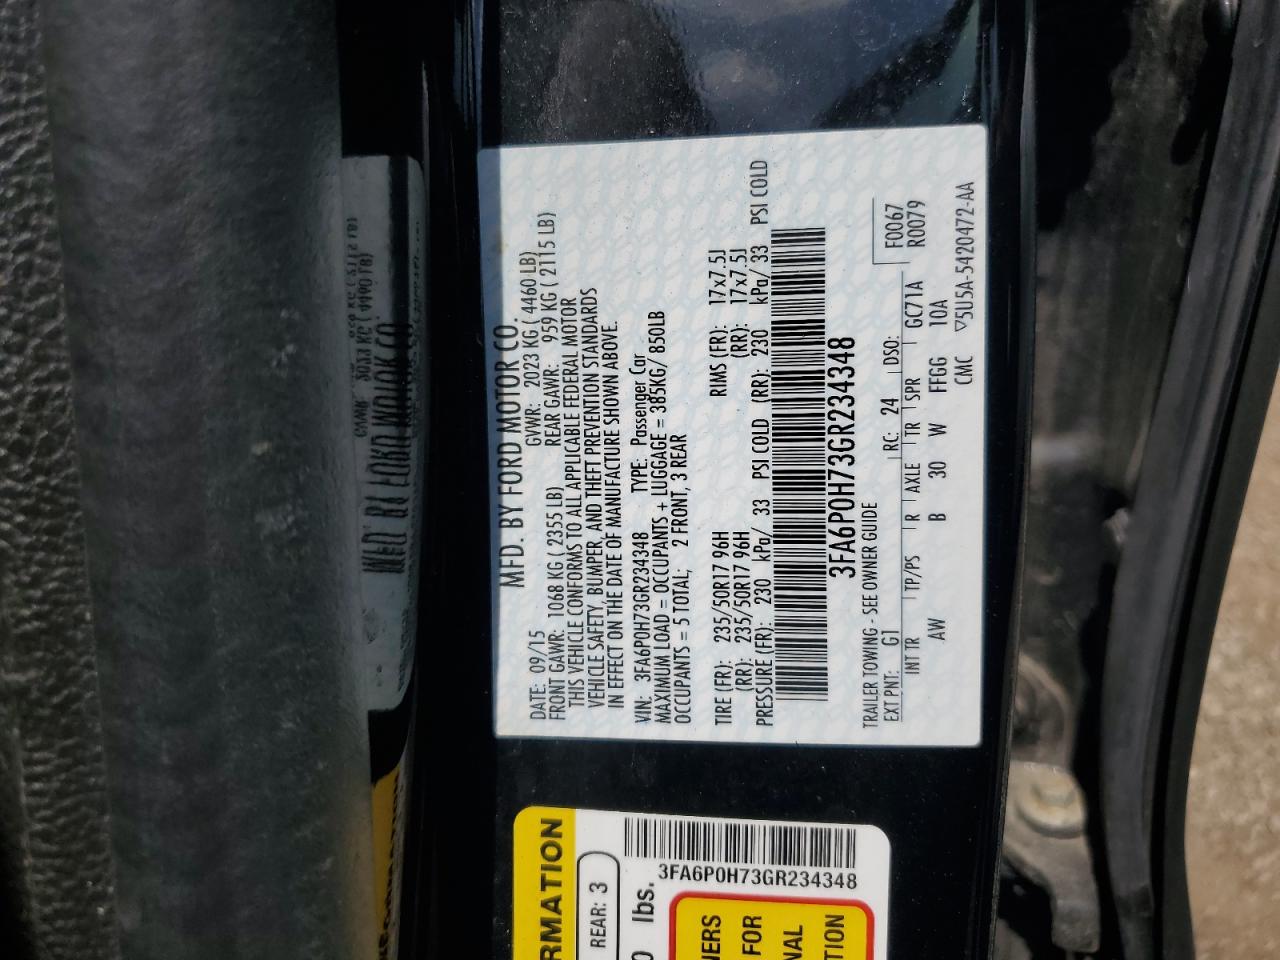 MFD. BY FORD MOTOR CO.
DATE: 09/15 GVWR: 2023 KG ( 4460 LB)
FRONT GAWR: 1068 KG ( 2355 LB) REAR GAWR: 959 KG ( 2115 LB)
THIS VEHICLE CONFORMS TO ALL APPLICABLE FEDERAL MOTOR
VEHICLE SAFETY, BUMPER, AND THEFT PREVENTION STANDARDS
IN EFFECT ON THE DATE OF MANUFACTURE SHOWN ABOVE.
VIN: 3FA6P0H73GR234348 TYPE: Passenger Car
MAXIMUM LOAD = OCCUPANTS + LUGGAGE = 385KG/ 850LB
OCCUPANTS = 5 TOTAL; 2 FRONT, 3 REAR
TIRE (FR): 235/50R17 96H RIMS (FR): 17x7.5J
(RR): 235/50R17 96H (RR): 17x7.5J
PRESSURE (FR): 230 kPa/ 33 PSI COLD (RR): 230 kPa/ 33 PSI COLD
3FA6P0H73GR234348
TRAILER TOWING - SEE OWNER GUIDE F0067
EXT PNT: G1 RC: 24 DSO: R0079
INT TR TP/PS R AXLE TR SPR GC71A
AW B 30 W FFGG 10A
CMC ▽5U5A-5420472-AA
RMATION
REAR: 3
0 lbs.
3FA6P0H73GR234348
NERS
FOR
NAL
TION